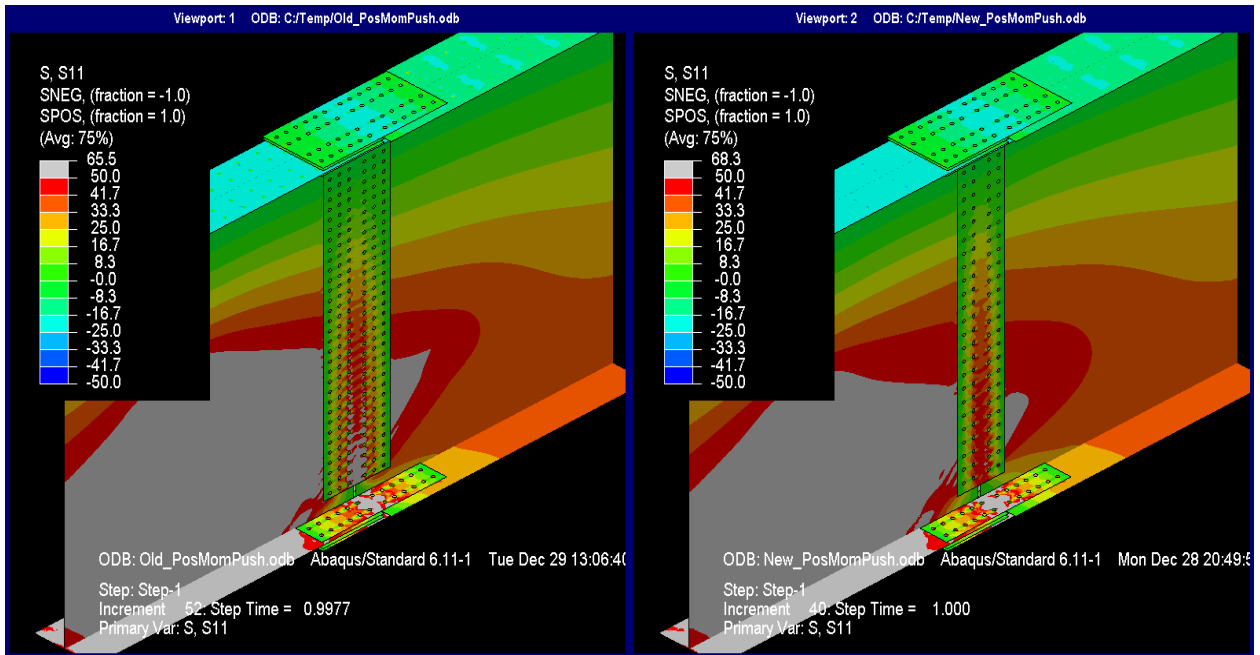 Viewport: 1 ODB: C:/Temp/Old_PosMomPush.odb
S, S11
SNEG, (fraction = -1.0)
SPOS, (fraction = 1.0)
(Avg: 75%)
65.5
50.0
41.7
33.3
25.0
16.7
8.3
-0.0
-8.3
-16.7
-25.0
-33.3
-41.7
-50.0
ODB: Old_PosMomPush.odb Abaqus/Standard 6.11-1 Tue Dec 29 13:06:40
Step: Step-1
Increment 52: Step Time = 0.9977
Primary Var: S, S11
Viewport: 2 ODB: C:/Temp/New_PosMomPush.odb
S, S11
SNEG, (fraction = -1.0)
SPOS, (fraction = 1.0)
(Avg: 75%)
68.3
50.0
41.7
33.3
25.0
16.7
8.3
-0.0
-8.3
-16.7
-25.0
-33.3
-41.7
-50.0
ODB: New_PosMomPush.odb Abaqus/Standard 6.11-1 Mon Dec 28 20:49:5
Step: Step-1
Increment 40: Step Time = 1.000
Primary Var: S, S11